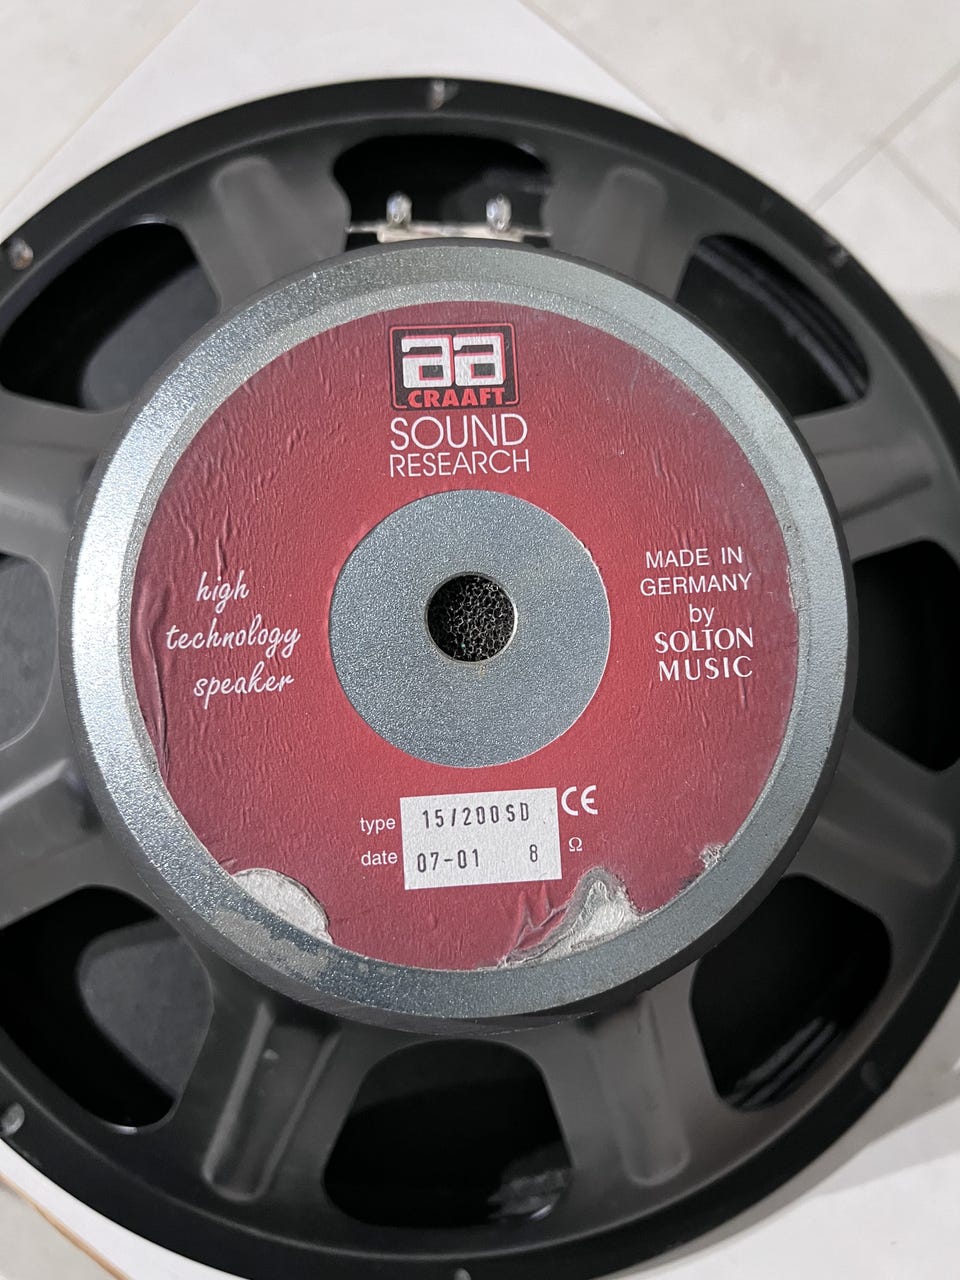 aa
CRAAFT
SOUND
RESEARCH
high
technology
speaker
MADE IN
GERMANY
by
SOLTON
MUSIC
type 15/200SD CE
date 07-01 8 Ω